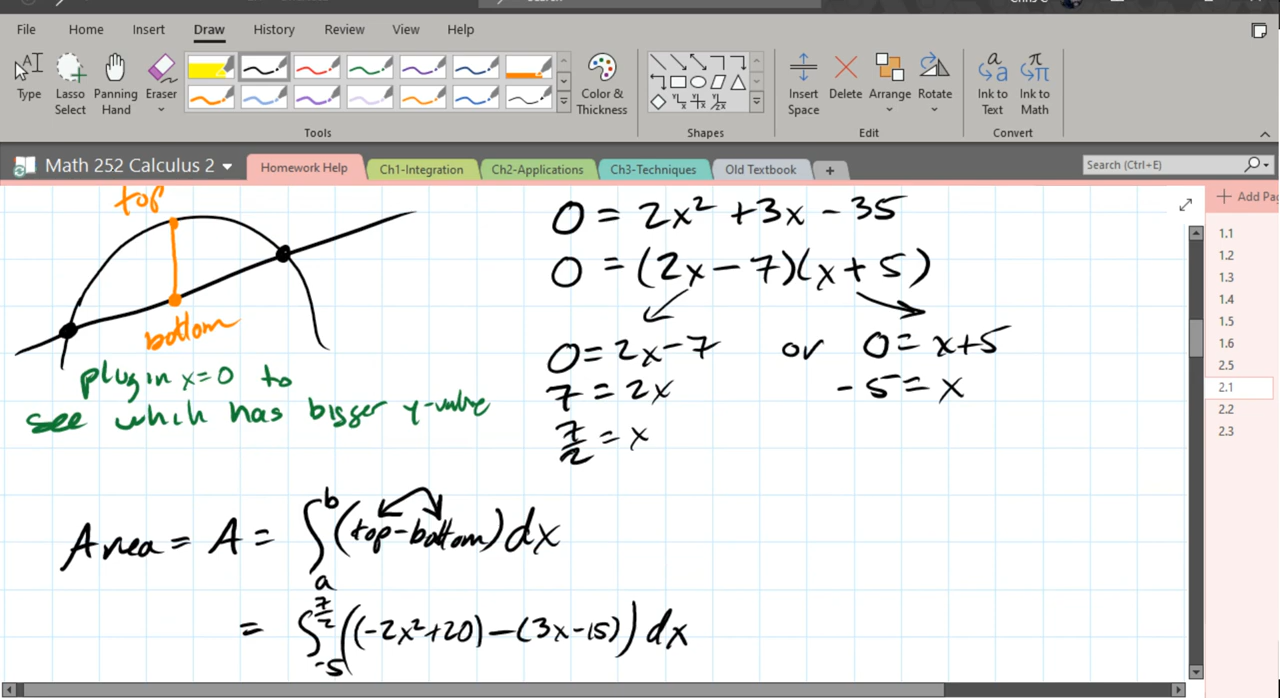 File Home Insert Draw History Review View Help
Type
Lasso Select
Panning Hand
Eraser
Color & Thickness
Insert Space
Delete
Arrange
Rotate
Ink to Text
Ink to Math
Tools
Shapes
Edit
Convert
Math 252 Calculus 2
Homework Help
Ch1-Integration
Ch2-Applications
Ch3-Techniques
Old Textbook
Search (Ctrl+E)
Add Pag
1.1
1.2
1.3
1.4
1.5
1.6
2.5
2.1
2.2
2.3
top
bottom
plug in x=0 to
see which has bigger y-value
0 = 2x² + 3x - 35
0 = (2x - 7)(x + 5)
0 = 2x - 7 or 0 = x + 5
7 = 2x -5 = x
7/2 = x
Area = A = ∫_a^b (top - bottom) dx
= ∫_-5^7/2 ((-2x² + 20) - (3x - 15)) dx